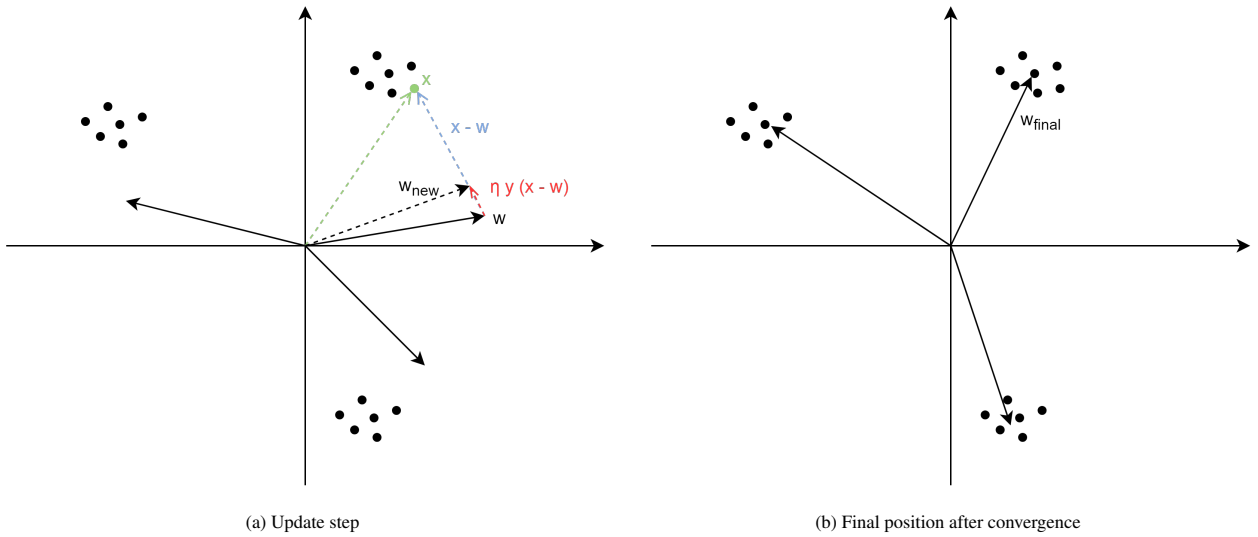 x
x - w
w_new
η y (x - w)
w
w_final
(a) Update step
(b) Final position after convergence